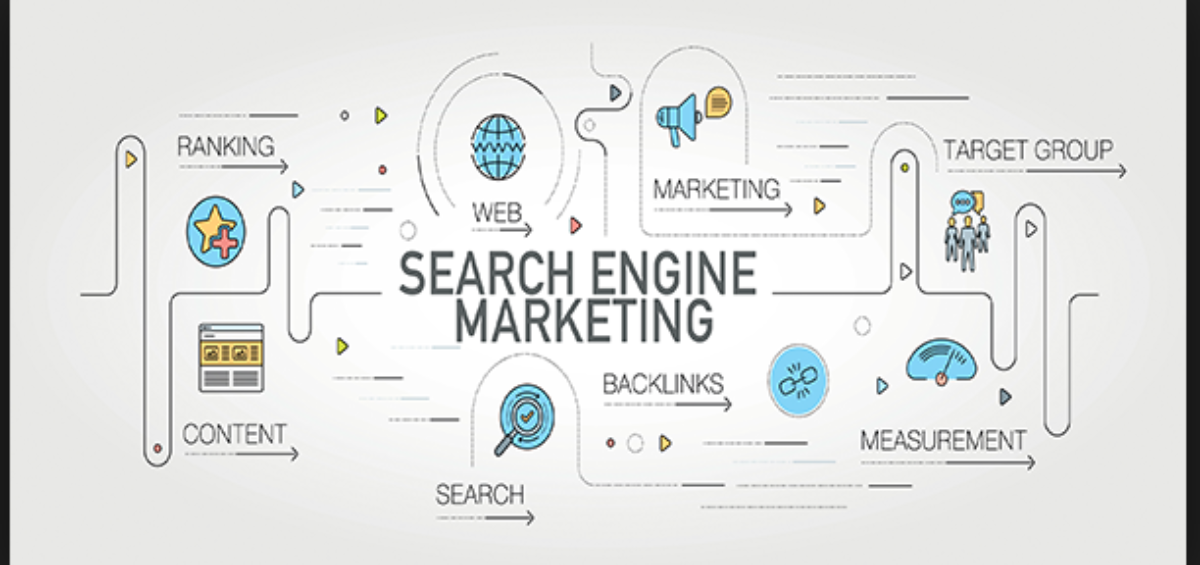 RANKING
WEB
MARKETING
TARGET GROUP
SEARCH ENGINE
MARKETING
CONTENT
SEARCH
BACKLINKS
MEASUREMENT